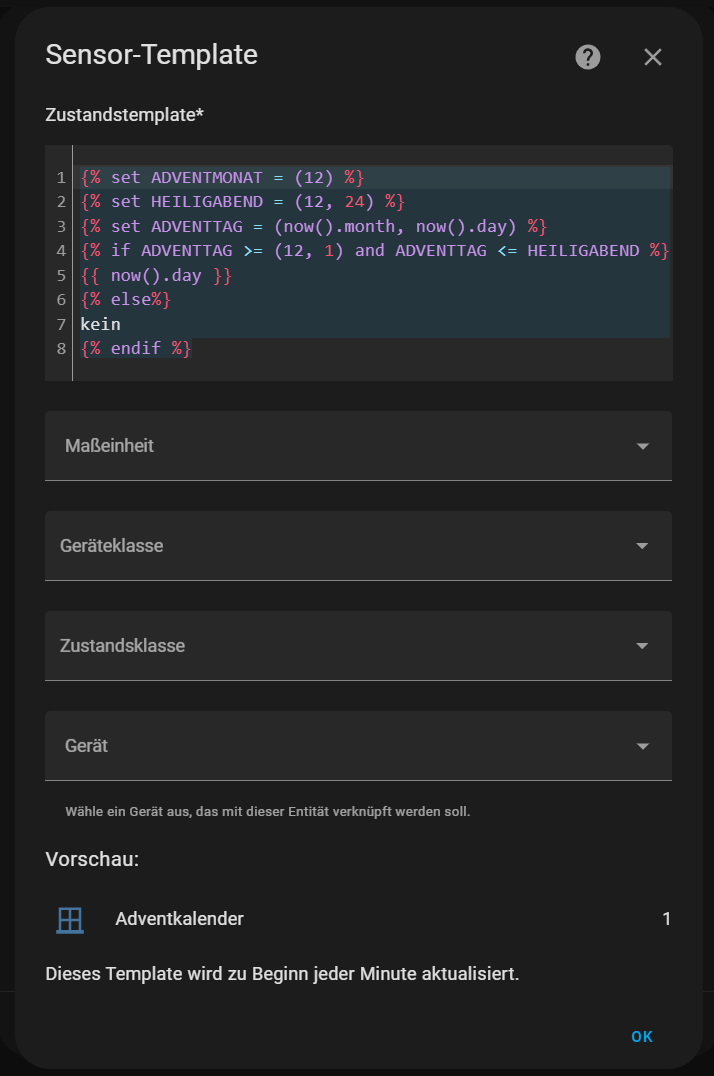 Sensor-Template
Zustandstemplate*
1 {% set ADVENTMONAT = (12) %}
2 {% set HEILIGABEND = (12, 24) %}
3 {% set ADVENTTAG = (now().month, now().day) %}
4 {% if ADVENTTAG >= (12, 1) and ADVENTTAG <= HEILIGABEND %}
5 {{ now().day }}
6 {% else%}
7 kein
8 {% endif %}
Maßeinheit
Geräteklasse
Zustandsklasse
Gerät
Wähle ein Gerät aus, das mit dieser Entität verknüpft werden soll.
Vorschau:
Adventkalender 1
Dieses Template wird zu Beginn jeder Minute aktualisiert.
OK